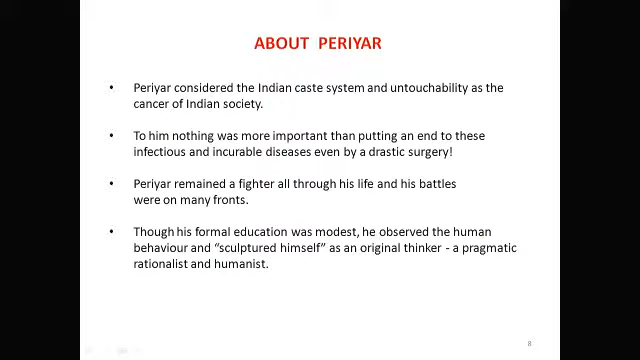 ABOUT PERIYAR
• Periyar considered the Indian caste system and untouchability as the
cancer of Indian society.
• To him nothing was more important than putting an end to these
infectious and incurable diseases even by a drastic surgery!
• Periyar remained a fighter all through his life and his battles
were on many fronts.
• Though his formal education was modest, he observed the human
behaviour and “sculptured himself” as an original thinker - a pragmatic
rationalist and humanist.
8